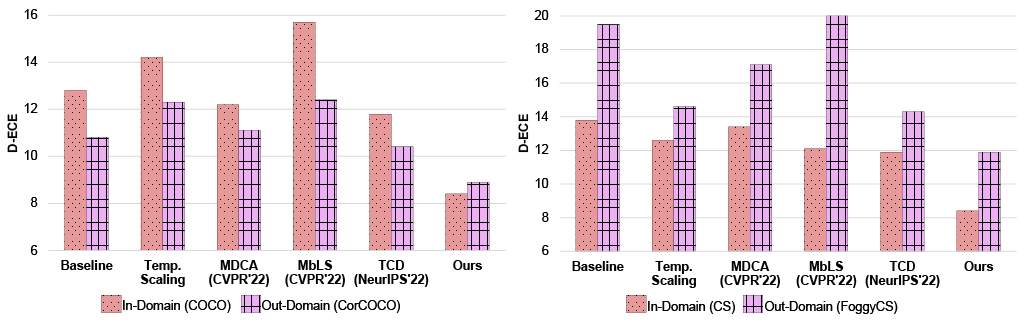 16
14
12
10
8
6
D-ECE
Baseline
Temp.
Scaling
MDCA
(CVPR'22)
MbLS
(CVPR'22)
TCD
(NeurIPS'22)
Ours
In-Domain (COCO)
Out-Domain (CorCOCO)
20
18
16
14
12
10
8
6
D-ECE
Baseline
Temp.
Scaling
MDCA
(CVPR'22)
MbLS
(CVPR'22)
TCD
(NeurIPS'22)
Ours
In-Domain (CS)
Out-Domain (FoggyCS)